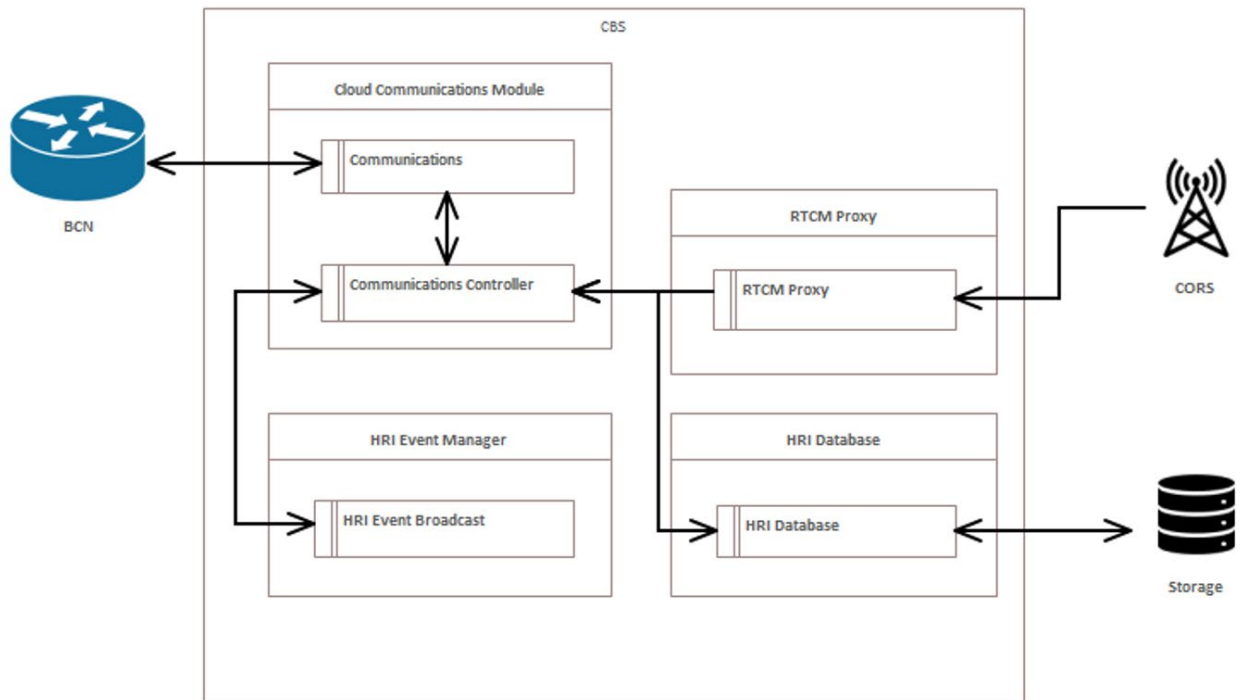 CBS
Cloud Communications Module
Communications
BCN
RTCM Proxy
Communications Controller
RTCM Proxy
CORS
HRI Event Manager
HRI Database
HRI Event Broadcast
HRI Database
Storage